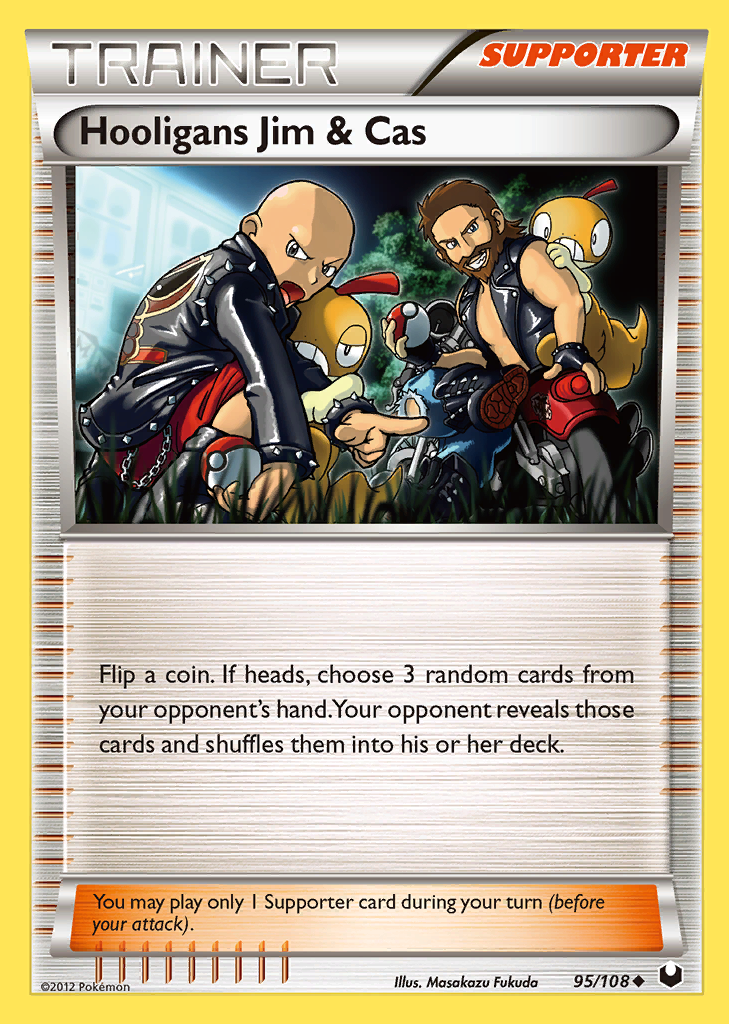 TRAINER
SUPPORTER
Hooligans Jim & Cas
Flip a coin. If heads, choose 3 random cards from
your opponent's hand.Your opponent reveals those
cards and shuffles them into his or her deck.
You may play only 1 Supporter card during your turn (before
your attack).
©2012 Pokémon
Illus. Masakazu Fukuda
95/108